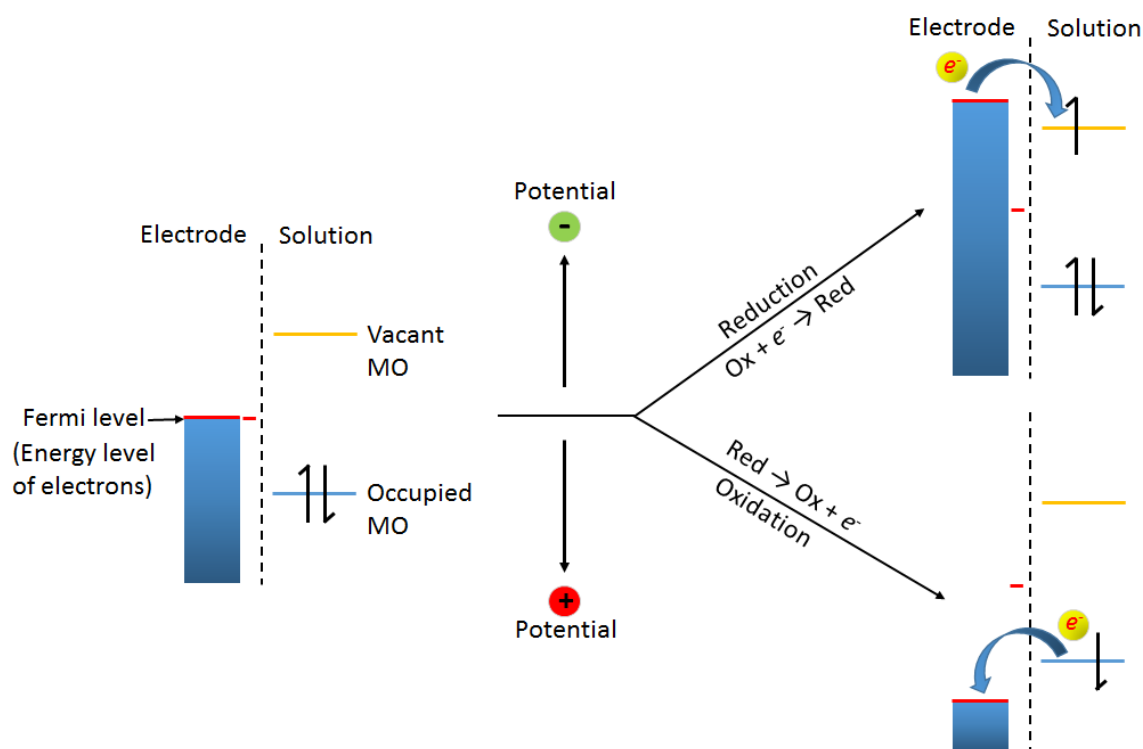 Electrode
Solution
e-
Potential
-
Electrode
Solution
Vacant
MO
Reduction
Ox + e- → Red
Fermi level
(Energy level
of electrons)
Occupied
MO
Red → Ox + e-
Oxidation
+
Potential
e-